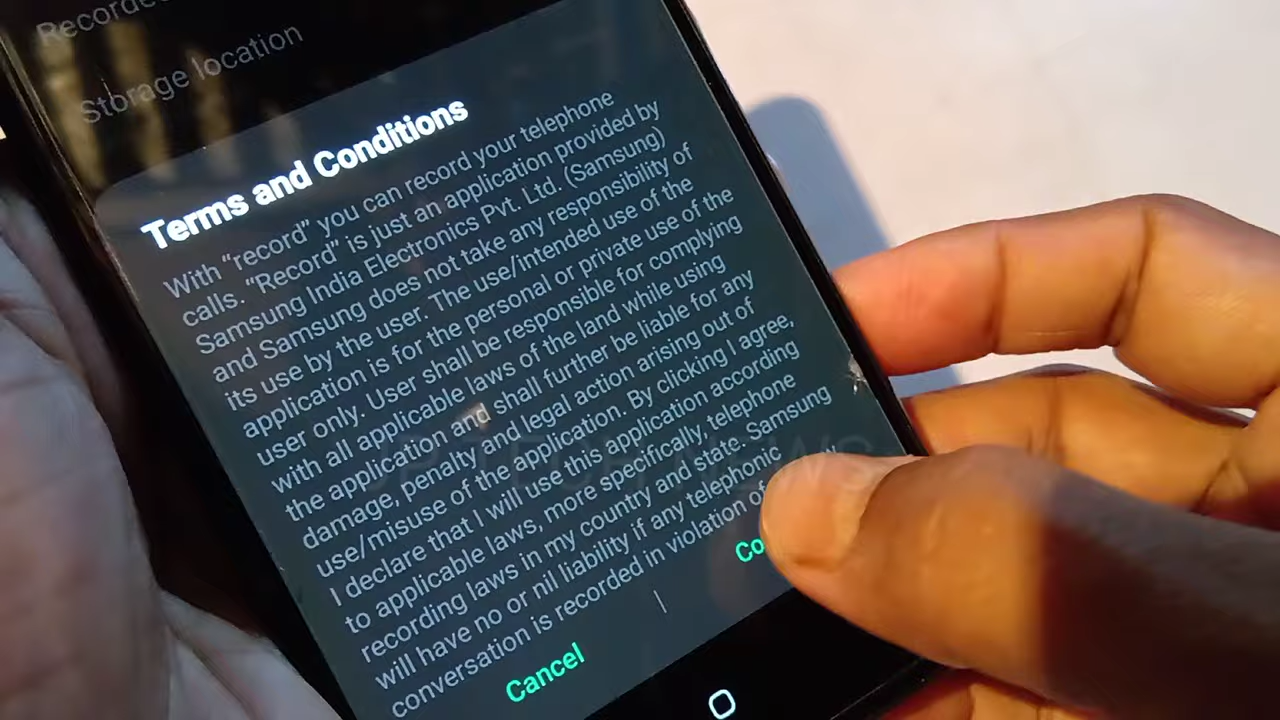 Recorde
Storage location
Terms and Conditions
With “record” you can record your telephone
calls. “Record” is just an application provided by
Samsung India Electronics Pvt. Ltd. (Samsung)
and Samsung does not take any responsibility of
its use by the user. The use/intended use of the
application is for the personal or private use of the
user only. User shall be responsible for complying
with all applicable laws of the land while using
the application and shall further be liable for any
damage, penalty and legal action arising out of
use/misuse of the application. By clicking I agree,
I declare that I will use this application according
to applicable laws, more specifically, telephone
recording laws in my country and state. Samsung
will have no or nil liability if any telephonic
conversation is recorded in violation of
Cancel
Co
JP TECH NEWS